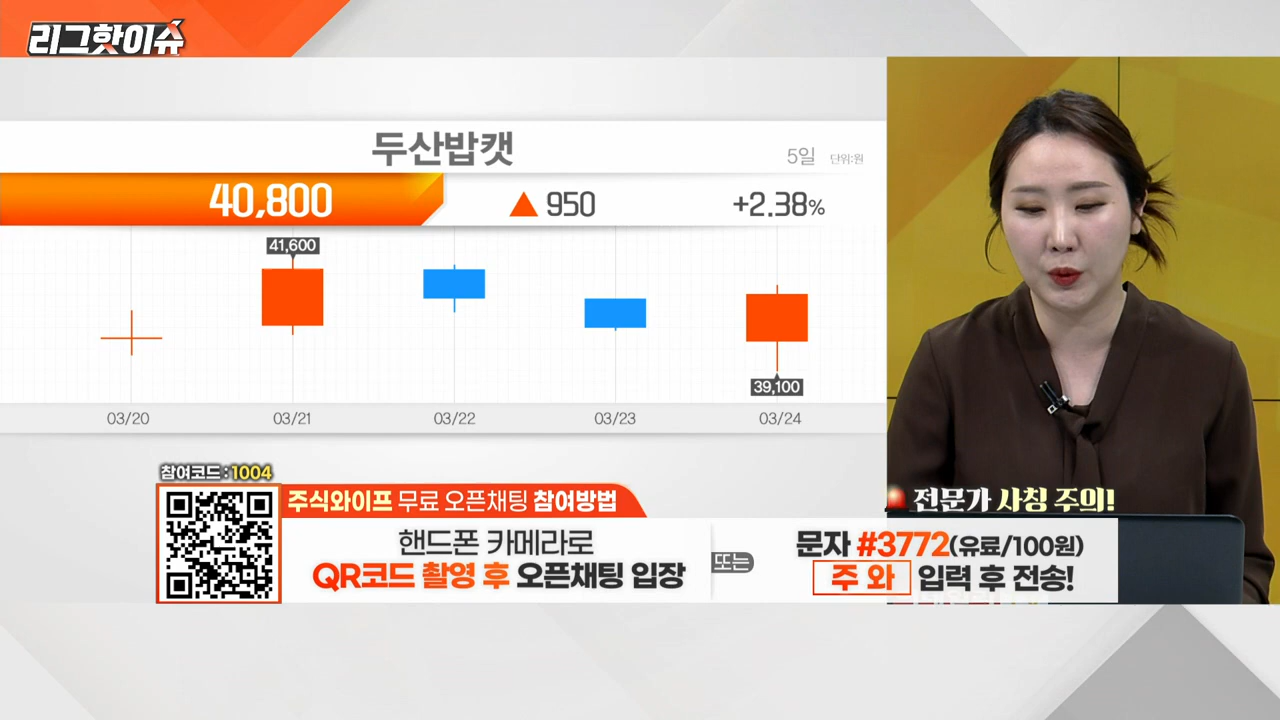 리그핫이슈
두산밥캣
5일 단위:원
40,800 ▲ 950 +2.38%
41,600
39,100
03/20 03/21 03/22 03/23 03/24
참여코드:1004
주식와이프 무료 오픈채팅 참여방법
핸드폰 카메라로
QR코드 촬영 후 오픈채팅 입장
또는
문자 #3772(유료/100원)
주 와 입력 후 전송!
전문가 사칭 주의!